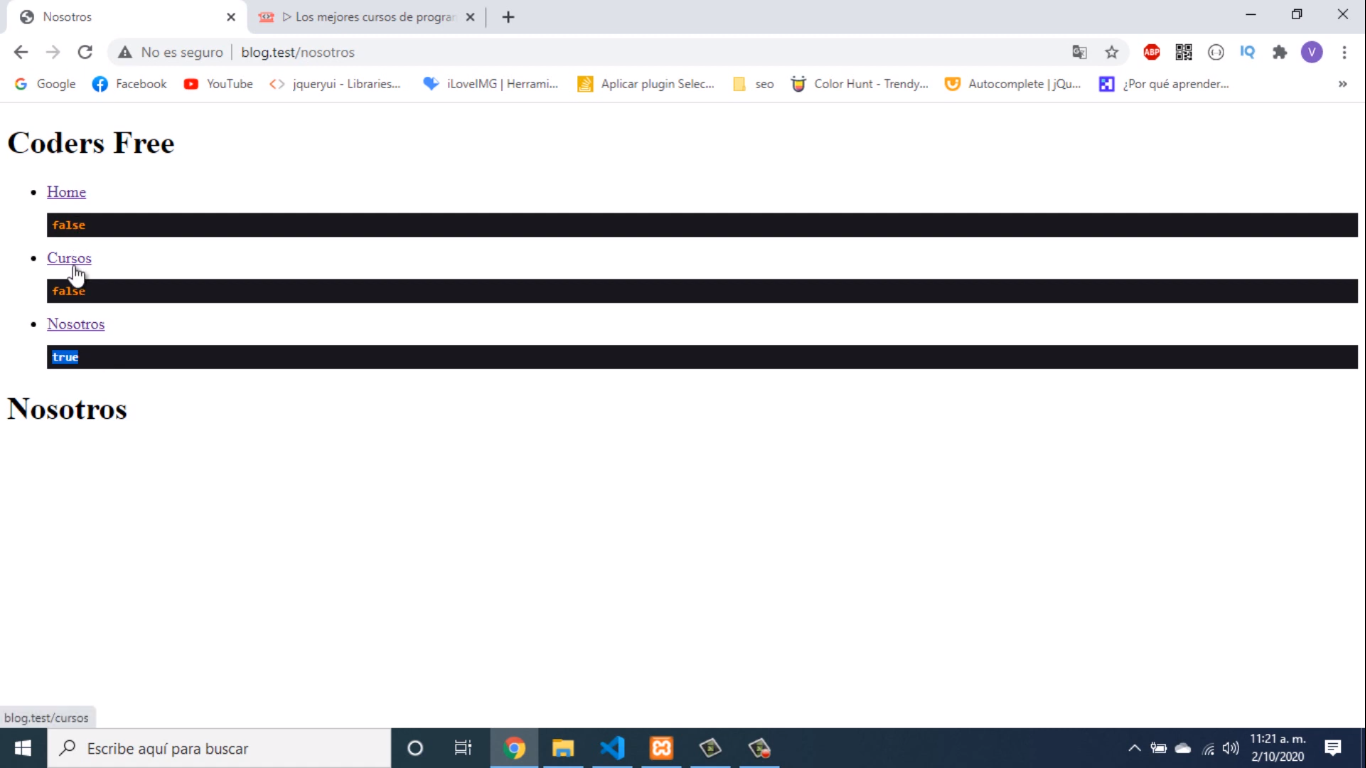 Nosotros
▷ Los mejores cursos de progra
No es seguro
blog.test/nosotros
ABP
IQ
V
Google
Facebook
YouTube
jqueryui - Libraries...
iLoveIMG | Herrami...
Aplicar plugin Selec...
seo
Color Hunt - Trendy...
Autocomplete | jQu...
¿Por qué aprender...
»
Coders Free
• Home
false
• Cursos
false
• Nosotros
true
Nosotros
blog.test/cursos
Escribe aquí para buscar
11:21 a. m.
2/10/2020